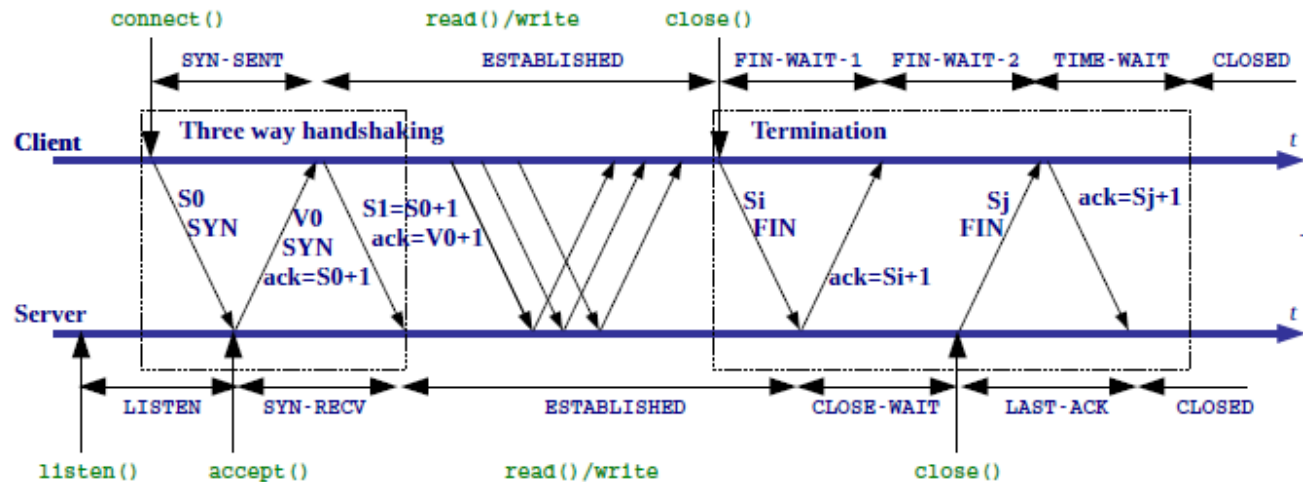 connect() read()/write close()
SYN-SENT ESTABLISHED FIN-WAIT-1 FIN-WAIT-2 TIME-WAIT CLOSED
Three way handshaking Termination
Client t
S0 SYN
V0 SYN ack=S0+1
S1=S0+1 ack=V0+1
Si FIN
ack=Si+1
Sj FIN
ack=Sj+1
Server t
LISTEN SYN-RECV ESTABLISHED CLOSE-WAIT LAST-ACK CLOSED
listen() accept() read()/write close()